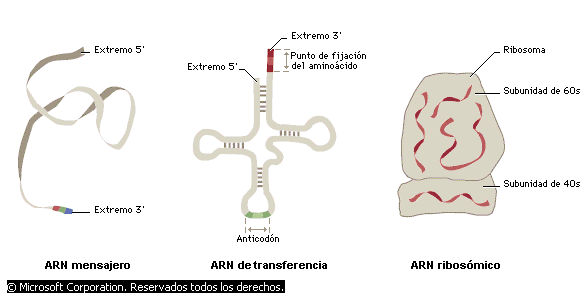 Extremo 5'
Extremo 3'
ARN mensajero
Extremo 3'
Punto de fijación
del aminoácido
Extremo 5'
Anticodón
ARN de transferencia
Ribosoma
Subunidad de 60s
Subunidad de 40s
ARN ribosómico
© Microsoft Corporation. Reservados todos los derechos.